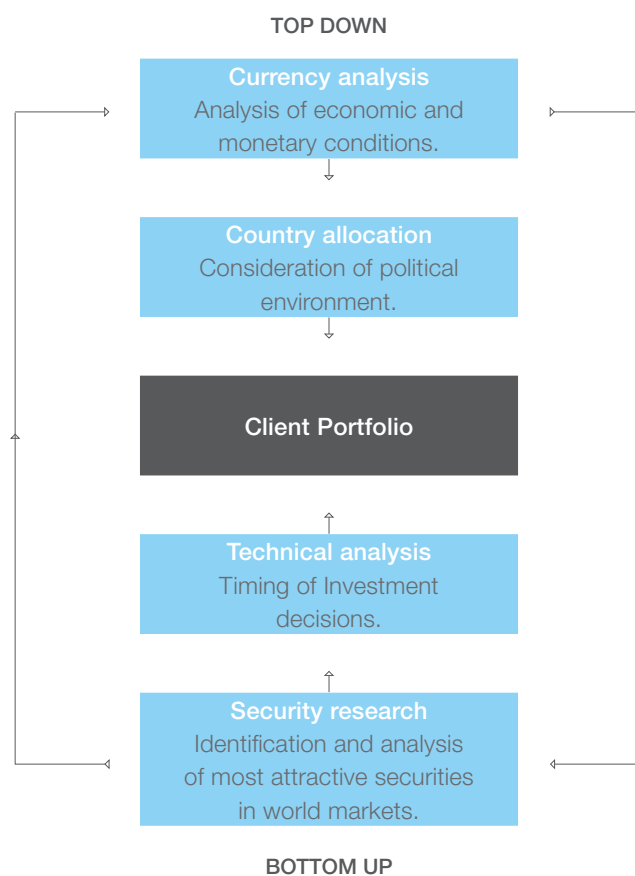 TOP DOWN
Currency analysis
Analysis of economic and
monetary conditions.
Country allocation
Consideration of political
environment.
Client Portfolio
Technical analysis
Timing of Investment
decisions.
Security research
Identification and analysis
of most attractive securities
in world markets.
BOTTOM UP